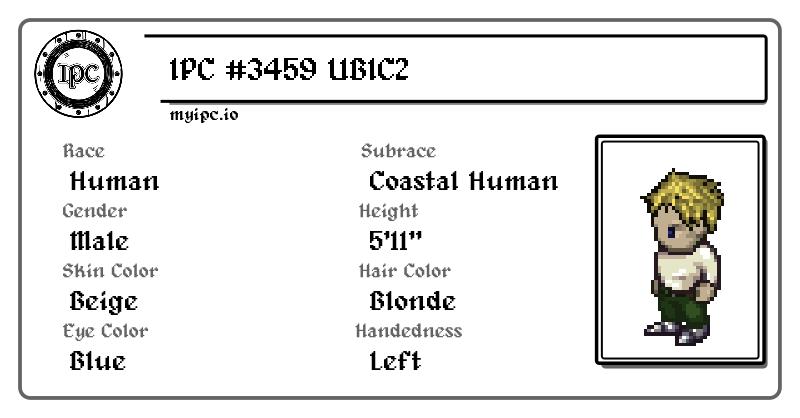 IPC
IPC #3459 UB1C2
myipc.io
Race
Human
Subrace
Coastal Human
Gender
Male
Height
5'11"
Skin Color
Beige
Hair Color
Blonde
Eye Color
Blue
Handedness
Left